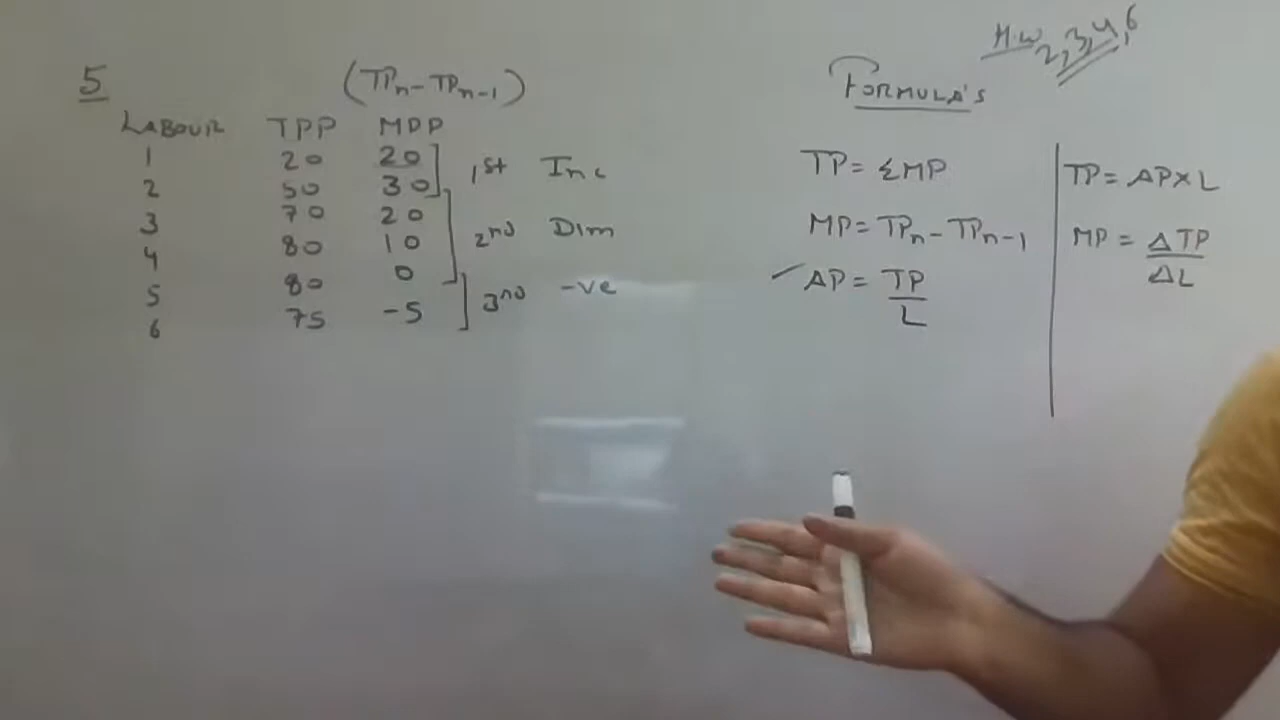 H.W 2,3,4,6
5 (TPn - TPn-1)
LABOUR TPP MPP
1 20 20
2 50 30
3 70 20
4 80 10
5 80 0
6 75 -5
1st Inc
2nd Dim
3nd -ve
FORMULA'S
TP = ΣMP
MP = TPn - TPn-1
✓ AP = TP/L
TP = AP×L
MP = ΔTP/ΔL